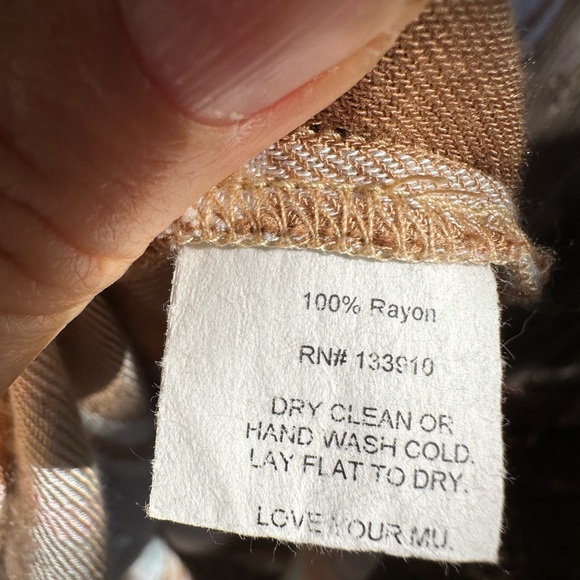 100% Rayon
RN# 133910
DRY CLEAN OR
HAND WASH COLD.
LAY FLAT TO DRY.
LOVE YOUR MU.